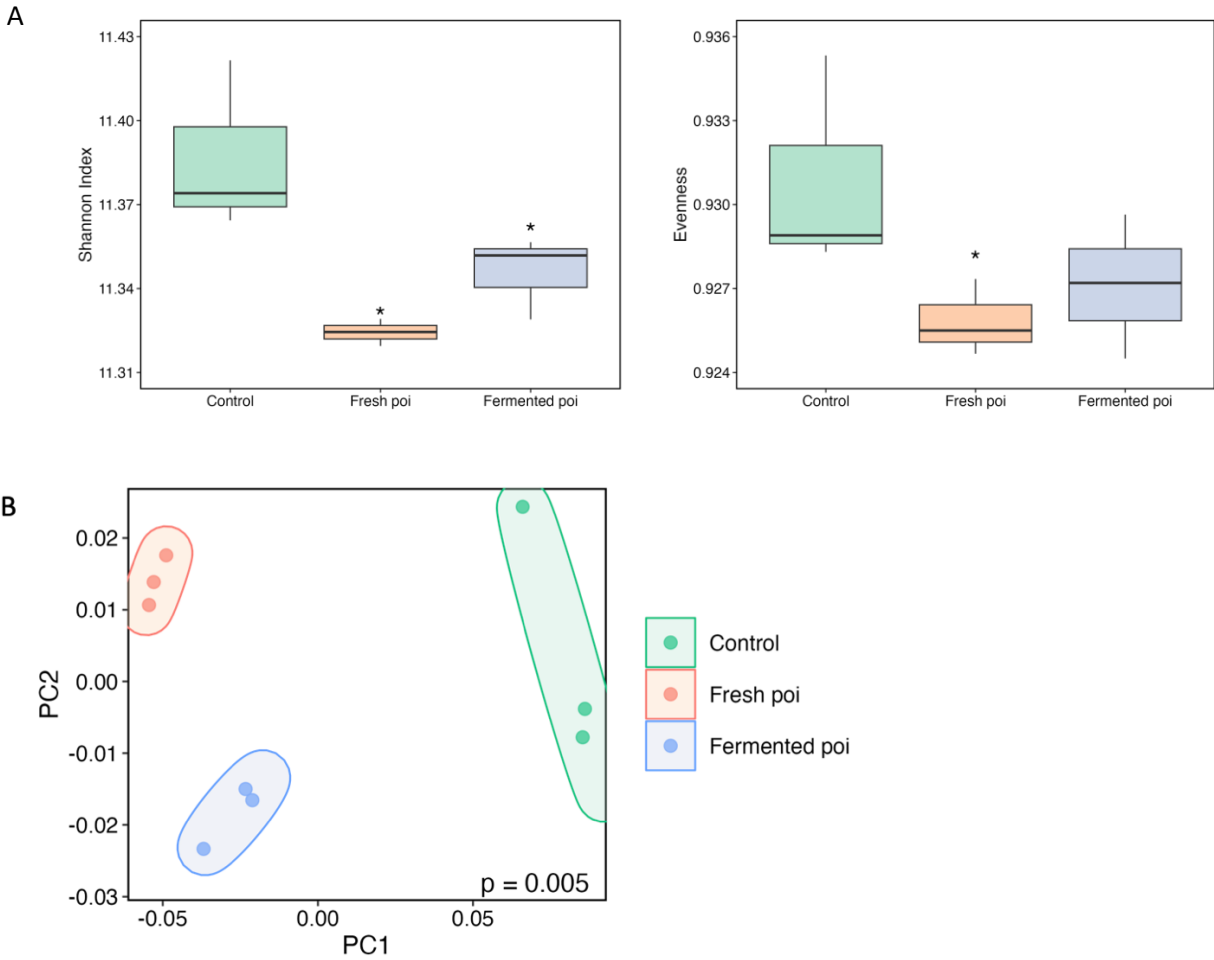 A
Shannon Index
11.43
11.40
11.37
11.34
11.31
*
*
Control
Fresh poi
Fermented poi
Evenness
0.936
0.933
0.930
0.927
0.924
*
Control
Fresh poi
Fermented poi
B
PC2
0.02
0.01
0.00
-0.01
-0.02
-0.03
p = 0.005
-0.05
0.00
0.05
PC1
Control
Fresh poi
Fermented poi